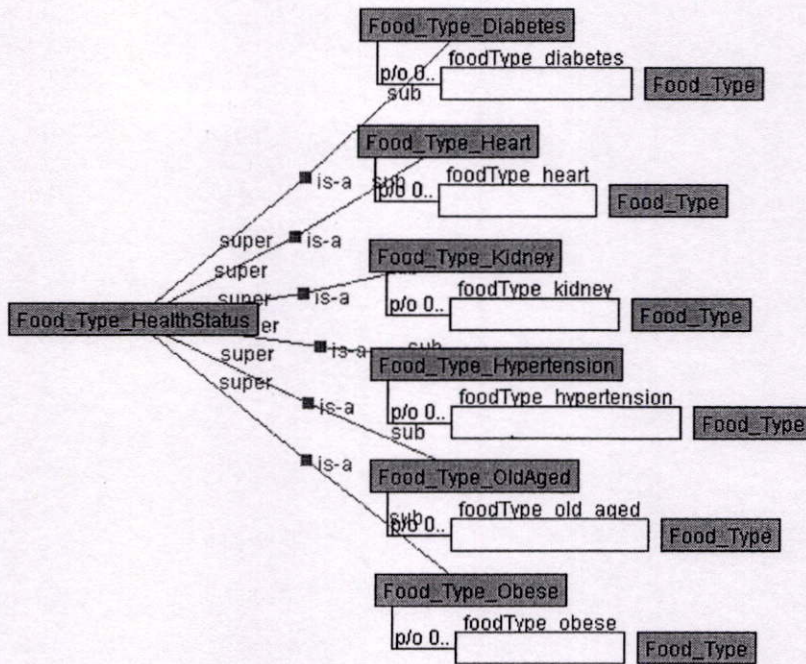 Food_Type_Diabetes
foodType_diabetes
p/o 0.. Food_Type
sub
Food_Type_Heart
is-a sub foodType_heart
p/o 0.. Food_Type
super is-a
super Food_Type_Kidney
super is-a foodType_kidney
p/o 0.. Food_Type
Food_Type_HealthStatus
is-a sub
super Food_Type_Hypertension
super foodType_hypertension
is-a p/o 0.. Food_Type
sub
is-a Food_Type_OldAged
sub foodType_old_aged
p/o 0.. Food_Type
Food_Type_Obese
foodType_obese
p/o 0.. Food_Type